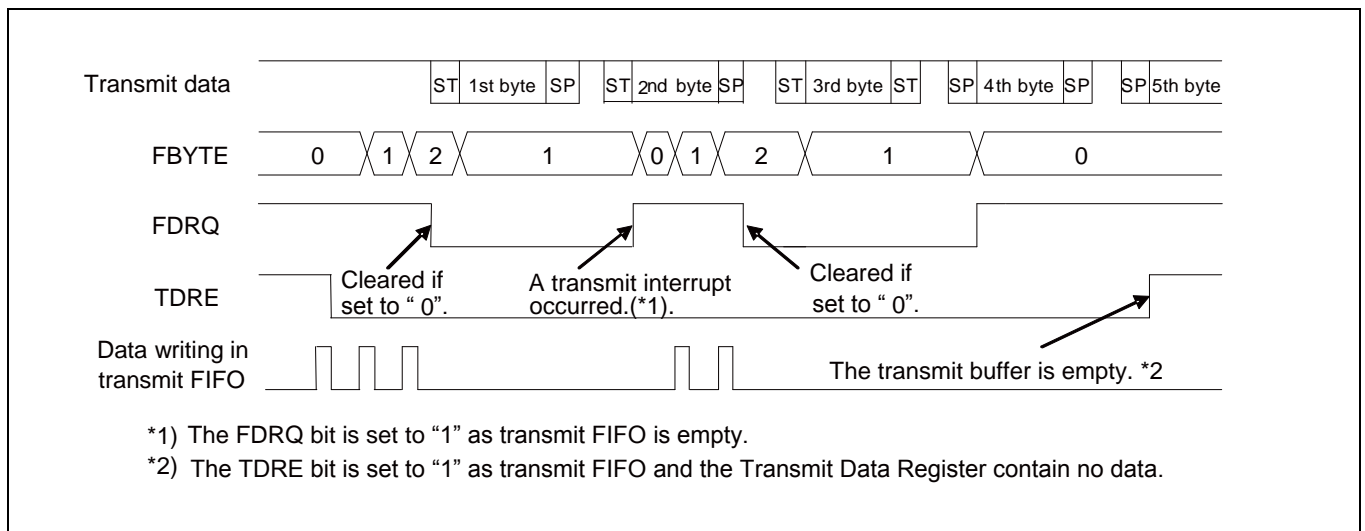 Transmit data ST 1st byte SP ST 2nd byte SP ST 3rd byte ST SP 4th byte SP SP 5th byte
FBYTE 0 1 2 1 0 1 2 1 0
FDRQ
Cleared if
set to “ 0”.
A transmit interrupt
occurred.(*1).
Cleared if
set to “ 0”.
TDRE
Data writing in
transmit FIFO
The transmit buffer is empty. *2
*1) The FDRQ bit is set to “1” as transmit FIFO is empty.
*2) The TDRE bit is set to “1” as transmit FIFO and the Transmit Data Register contain no data.